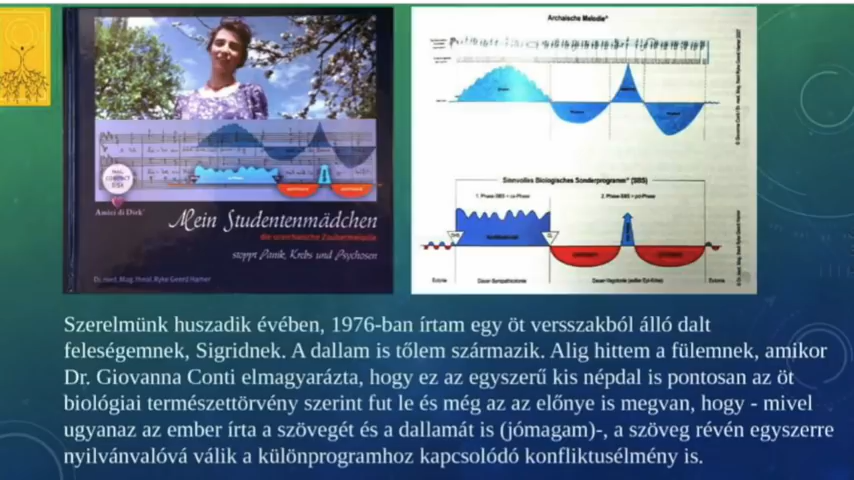 Amici di Dirk
Mein Studentenmädchen
die urarchaische Zaubermelodie
stoppt Panik, Krebs und Psychosen
Dr. med. Mag. theol. Ryke Geerd Hamer
Archaische Melodie
Sinnvolles Biologisches Sonderprogramm (SBS)
Szerelmünk huszadik évében, 1976-ban írtam egy öt versszakból álló dalt
feleségemnek, Sigridnek. A dallam is tőlem származik. Alig hittem a fülemnek, amikor
Dr. Giovanna Conti elmagyarázta, hogy ez az egyszerű kis népdal is pontosan az öt
biológiai természettörvény szerint fut le és még az az előnye is megvan, hogy - mivel
ugyanaz az ember írta a szövegét és a dallamát is (jómagam)-, a szöveg révén egyszerre
nyilvánvalóvá válik a különprogramhoz kapcsolódó konfliktusélmény is.